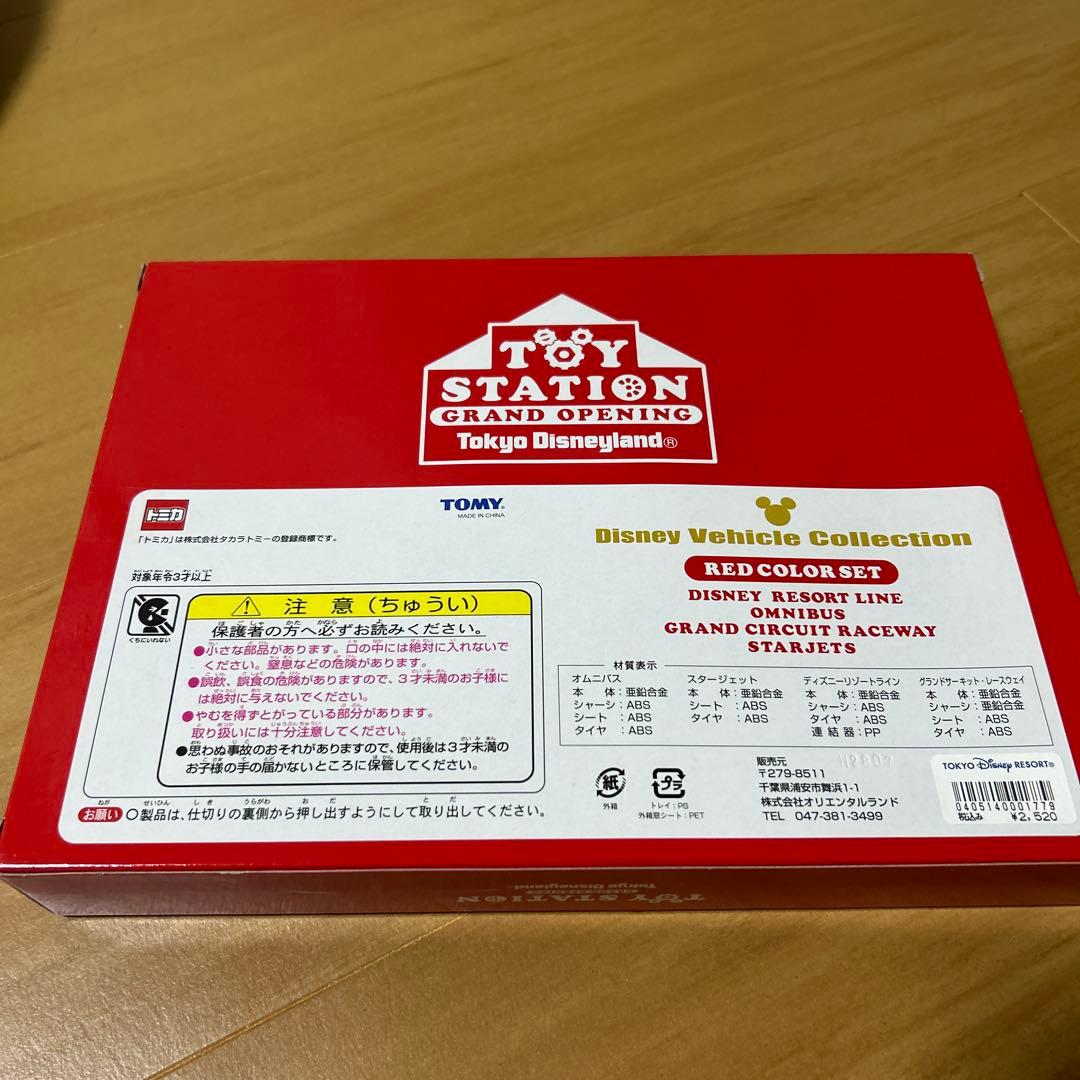 TOY
STATION
GRAND OPENING
Tokyo Disneyland®
トミカ
「トミカ」は株式会社タカラトミーの登録商標です。
TOMY®
MADE IN CHINA
Disney Vehicle Collection
RED COLOR SET
DISNEY RESORT LINE
OMNIBUS
GRAND CIRCUIT RACEWAY
STARJETS
対象年令3才以上
くちにいれない
注意(ちゅうい)
保護者の方へ必ずお読みください。
●小さな部品があります。口の中には絶対に入れないで
ください。窒息などの危険があります。
●誤飲、誤食の危険がありますので、3才未満のお子様に
は絶対に与えないでください。
●やむを得ずとがっている部分があります。
取り扱いには十分注意してください。
●思わぬ事故のおそれがありますので、使用後は3才未満の
お子様の手の届かないところに保管してください。
お願い 〇製品は、仕切りの裏側から押し出すようにして取り出してください。
材質表示
オムニバス
本体:亜鉛合金
シャーシ:ABS
シート:ABS
タイヤ:ABS
スタージェット
本体:亜鉛合金
シート:ABS
タイヤ:ABS
ディズニーリゾートライン
本体:亜鉛合金
シャーシ:ABS
タイヤ:ABS
連結器:PP
グランドサーキット・レースウェイ
本体:亜鉛合金
シャーシ:亜鉛合金
シート:ABS
タイヤ:ABS
紙
外箱
プラ
トレイ:PS
外箱窓シート:PET
販売元
〒279-8511
千葉県浦安市舞浜1-1
株式会社オリエンタルランド
TEL 047-381-3499
TOKYO Disney RESORT®
0405140001779
税込み ¥2,520
TOY STATION
GRAND OPENING
Tokyo Disneyland